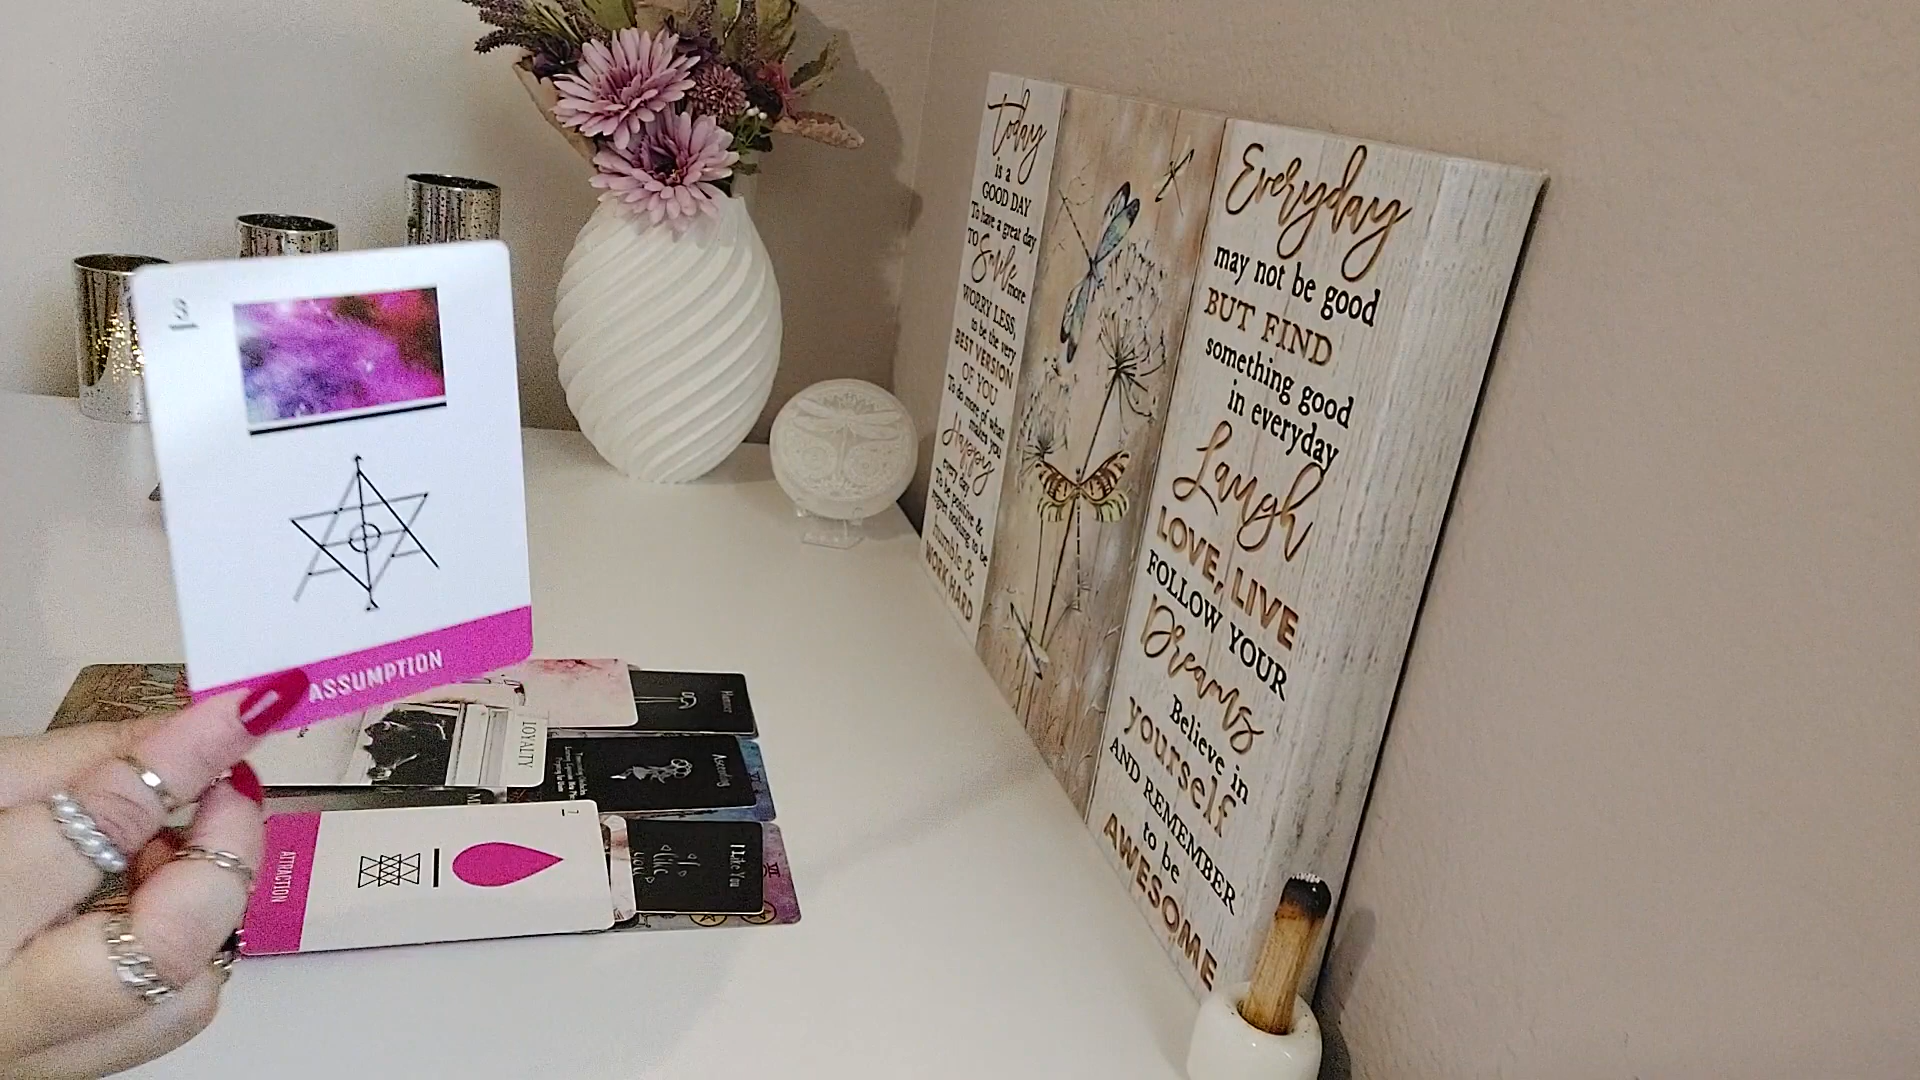 today
is a
GOOD DAY
To have a great day
TO Smile more
WORRY LESS,
to be the very
BEST VERSION
OF YOU
To do more of what
makes you
Happy
every day
To be positive &
regret nothing to be
humble &
WORK HARD
Everyday
may not be good
BUT FIND
something good
in everyday
Laugh
LOVE, LIVE
FOLLOW YOUR
Dreams
Believe in
yourself
AND REMEMBER
to be
AWESOME
ASSUMPTION
LOYALTY
Ascending
7
ATTRACTION
I Like You